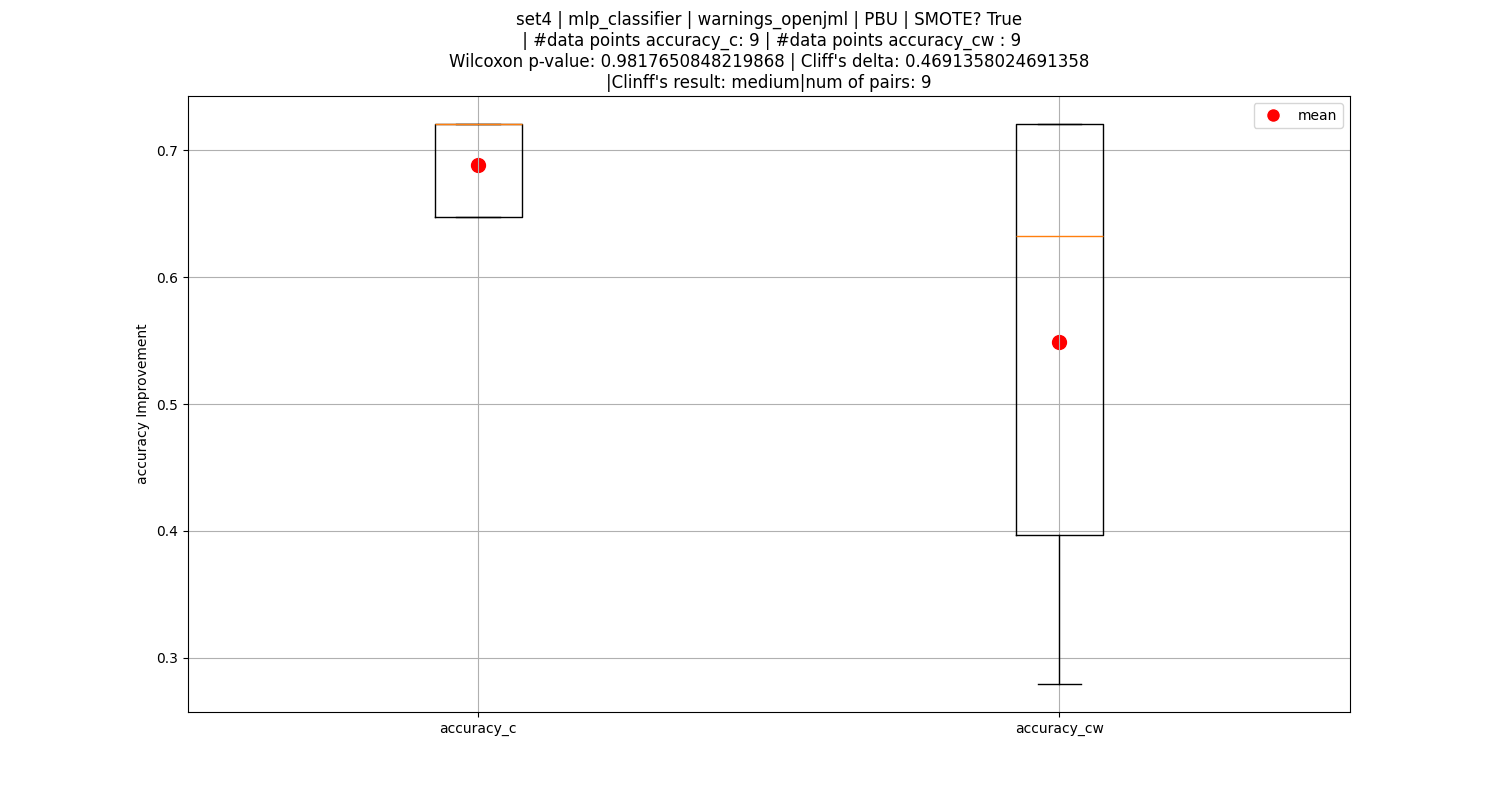 set4 | mlp_classifier | warnings_openjml | PBU | SMOTE? True
| #data points accuracy_c: 9 | #data points accuracy_cw : 9
Wilcoxon p-value: 0.9817650848219868 | Cliff's delta: 0.4691358024691358
|Clinff's result: medium|num of pairs: 9
mean
0.7
0.6
0.5
0.4
0.3
accuracy Improvement
accuracy_c
accuracy_cw